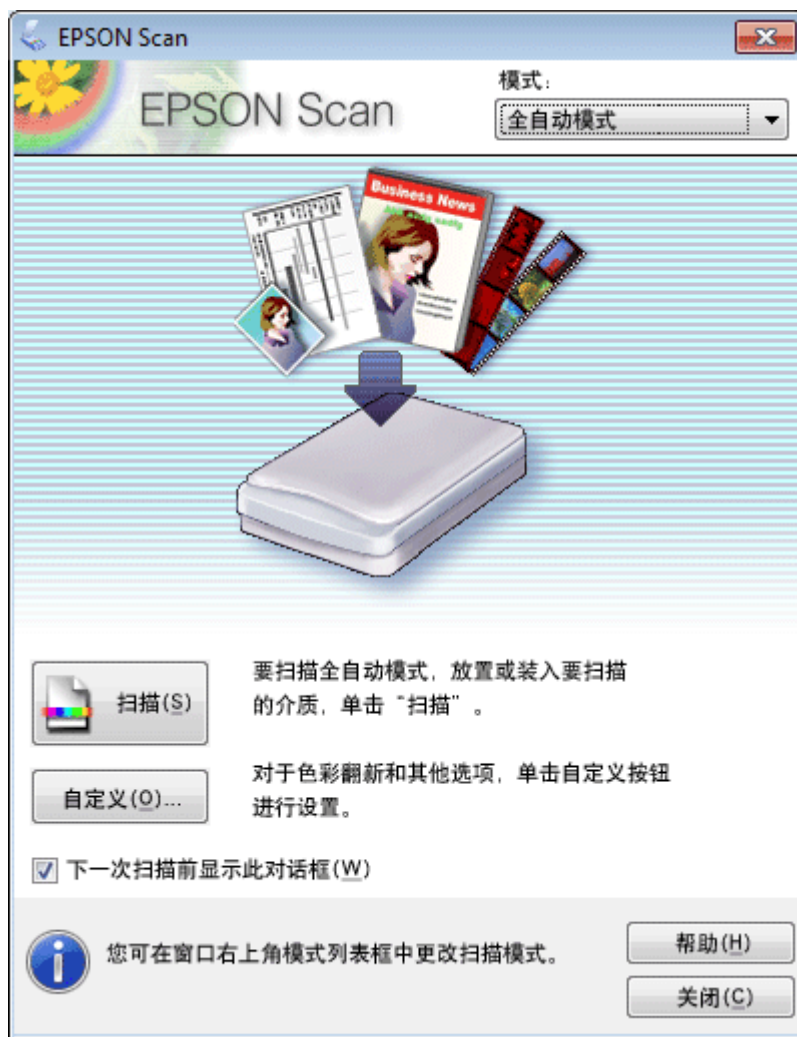 EPSON Scan
EPSON Scan
模式:
全自动模式
Business News
扫描(S)
要扫描全自动模式，放置或装入要扫描
的介质，单击“扫描”。
自定义(O)...
对于色彩翻新和其他选项，单击自定义按钮
进行设置。
下一次扫描前显示此对话框(W)
您可在窗口右上角模式列表框中更改扫描模式。
帮助(H)
关闭(C)